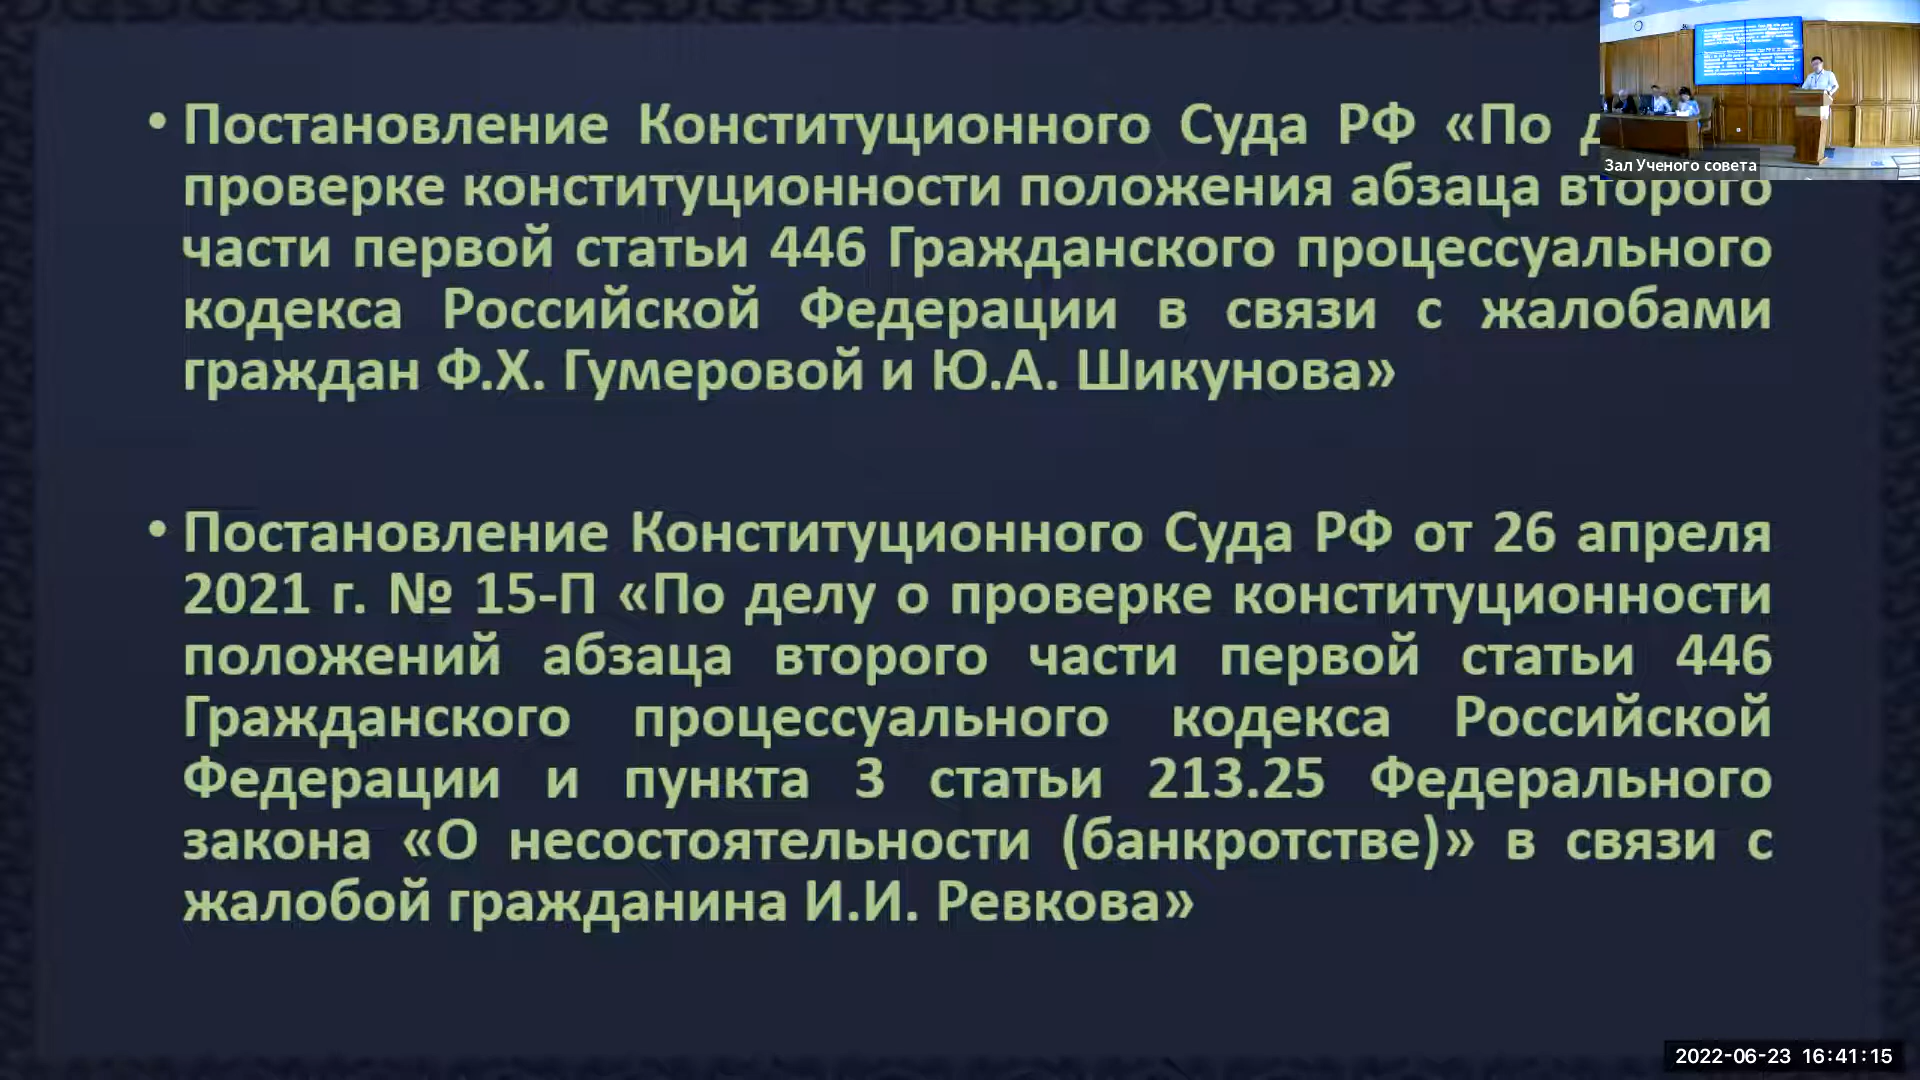 • Постановление Конституционного Суда РФ «По
проверке конституционности положения абзаца второго
части первой статьи 446 Гражданского процессуального
кодекса Российской Федерации в связи с жалобами
граждан Ф.Х. Гумеровой и Ю.А. Шикунова»
• Постановление Конституционного Суда РФ от 26 апреля
2021 г. № 15-П «По делу о проверке конституционности
положений абзаца второго части первой статьи 446
Гражданского процессуального кодекса Российской
Федерации и пункта 3 статьи 213.25 Федерального
закона «О несостоятельности (банкротстве)» в связи с
жалобой гражданина И.И. Ревкова»
Зал Ученого совета
2022-06-23 16:41:15